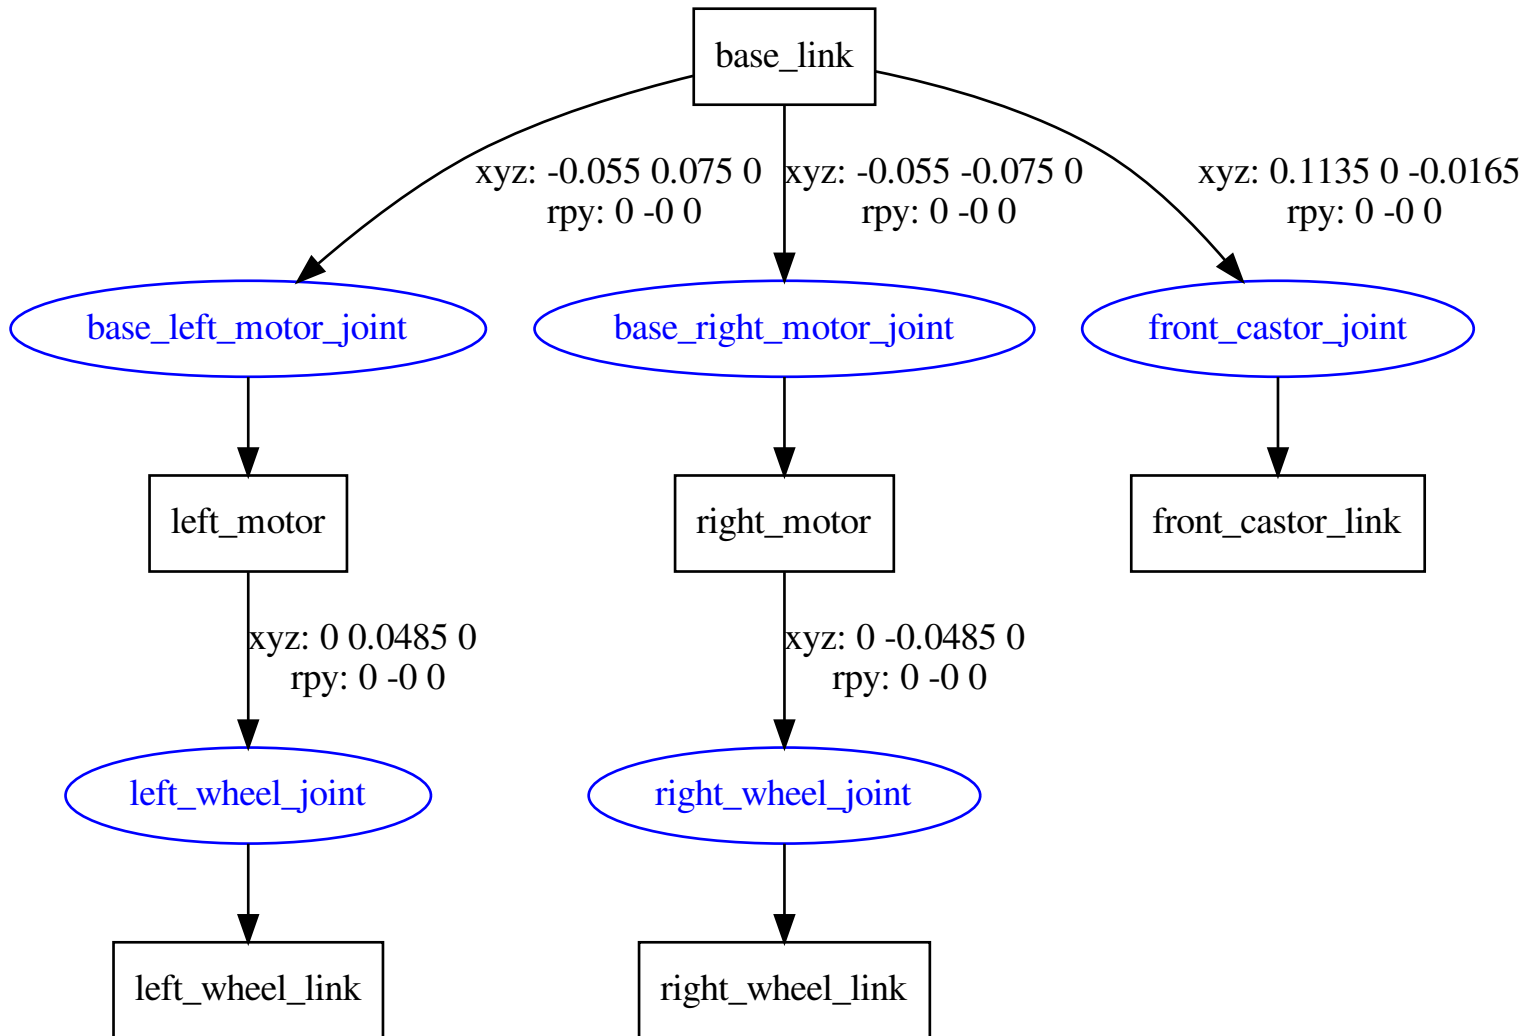 base_link
xyz: -0.055 0.075 0
rpy: 0 -0 0
xyz: -0.055 -0.075 0
rpy: 0 -0 0
xyz: 0.1135 0 -0.0165
rpy: 0 -0 0
base_left_motor_joint
base_right_motor_joint
front_castor_joint
left_motor
right_motor
front_castor_link
xyz: 0 0.0485 0
rpy: 0 -0 0
xyz: 0 -0.0485 0
rpy: 0 -0 0
left_wheel_joint
right_wheel_joint
left_wheel_link
right_wheel_link